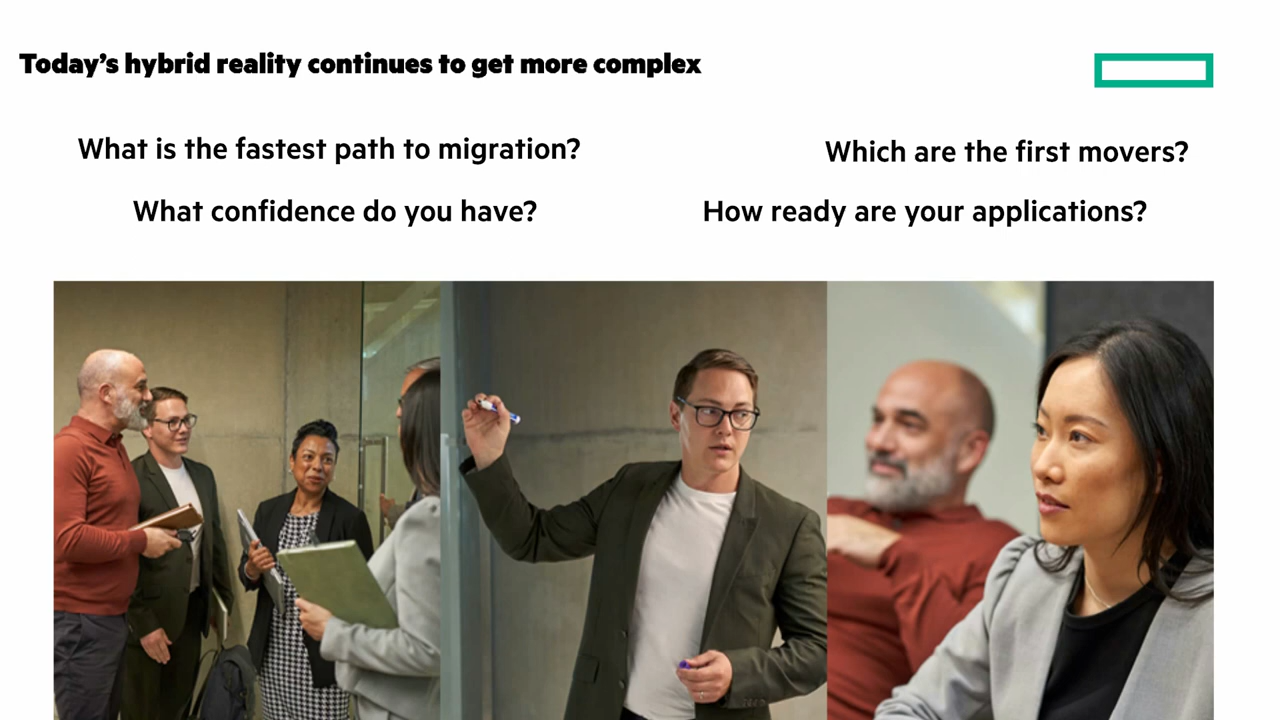 Today's hybrid reality continues to get more complex
What is the fastest path to migration?
Which are the first movers?
What confidence do you have?
How ready are your applications?